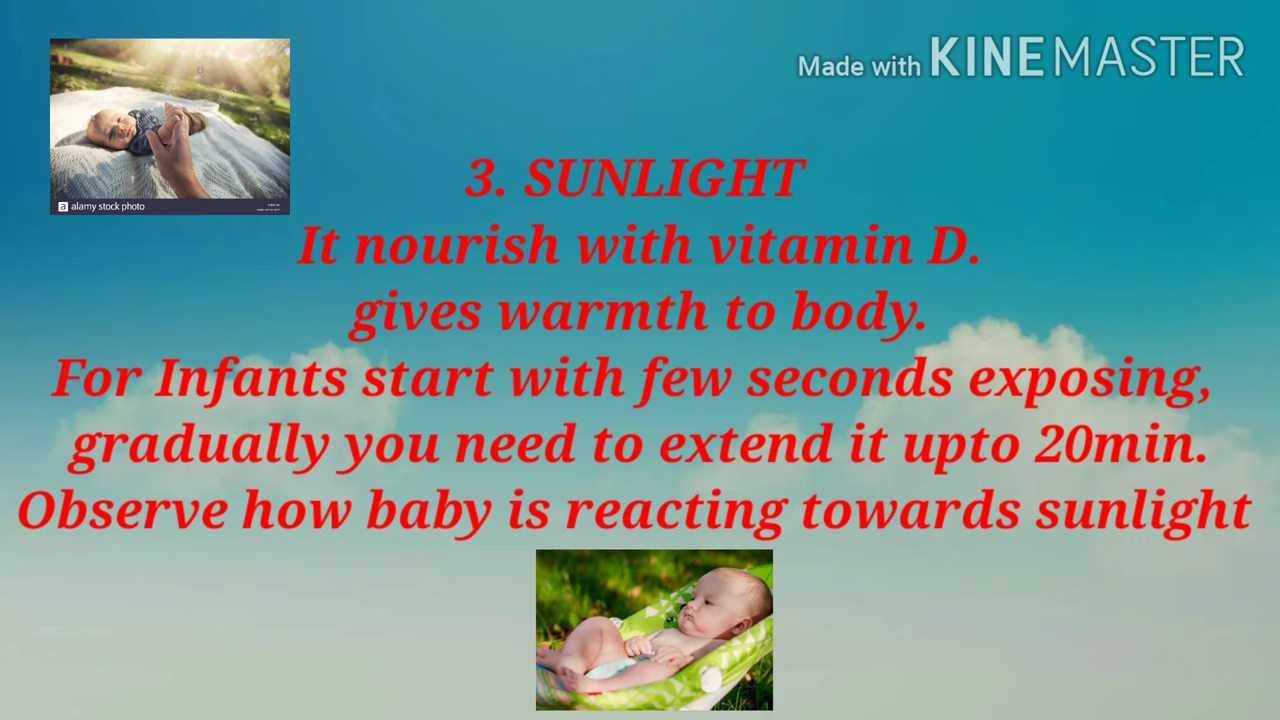 Made with KINEMASTER
a alamy stock photo
3. SUNLIGHT
It nourish with vitamin D.
gives warmth to body.
For Infants start with few seconds exposing,
gradually you need to extend it upto 20min.
Observe how baby is reacting towards sunlight